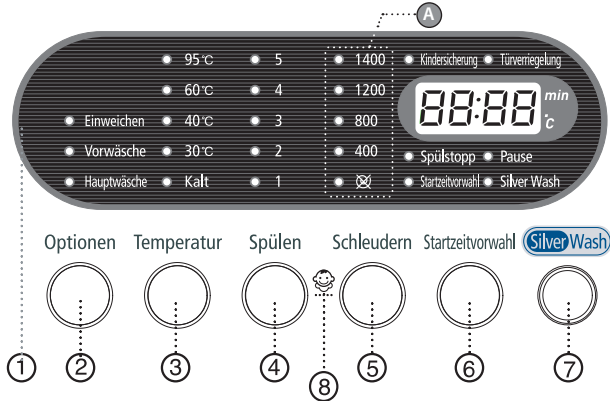 A
95℃ 5 1400 Kindersicherung Türverriegelung
60℃ 4 1200
88:88 min
℃
Einweichen 40℃ 3 800
Vorwäsche 30℃ 2 400
Spülstopp Pause
Hauptwäsche Kalt 1
Startzeitvorwahl Silver Wash
Optionen Temperatur Spülen Schleudern Startzeitvorwahl Silver Wash
1 2 3 4 5 6 7
8